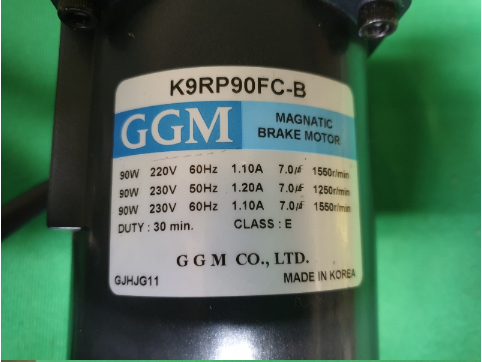 K9RP90FC-B
GGM
MAGNATIC
BRAKE MOTOR
90W 220V 60Hz 1.10A 7.0㎌ 1550r/min
90W 230V 50Hz 1.20A 7.0㎌ 1250r/min
90W 230V 60Hz 1.10A 7.0㎌ 1550r/min
DUTY : 30 min. CLASS : E
G G M CO., LTD.
GJHJG11 MADE IN KOREA